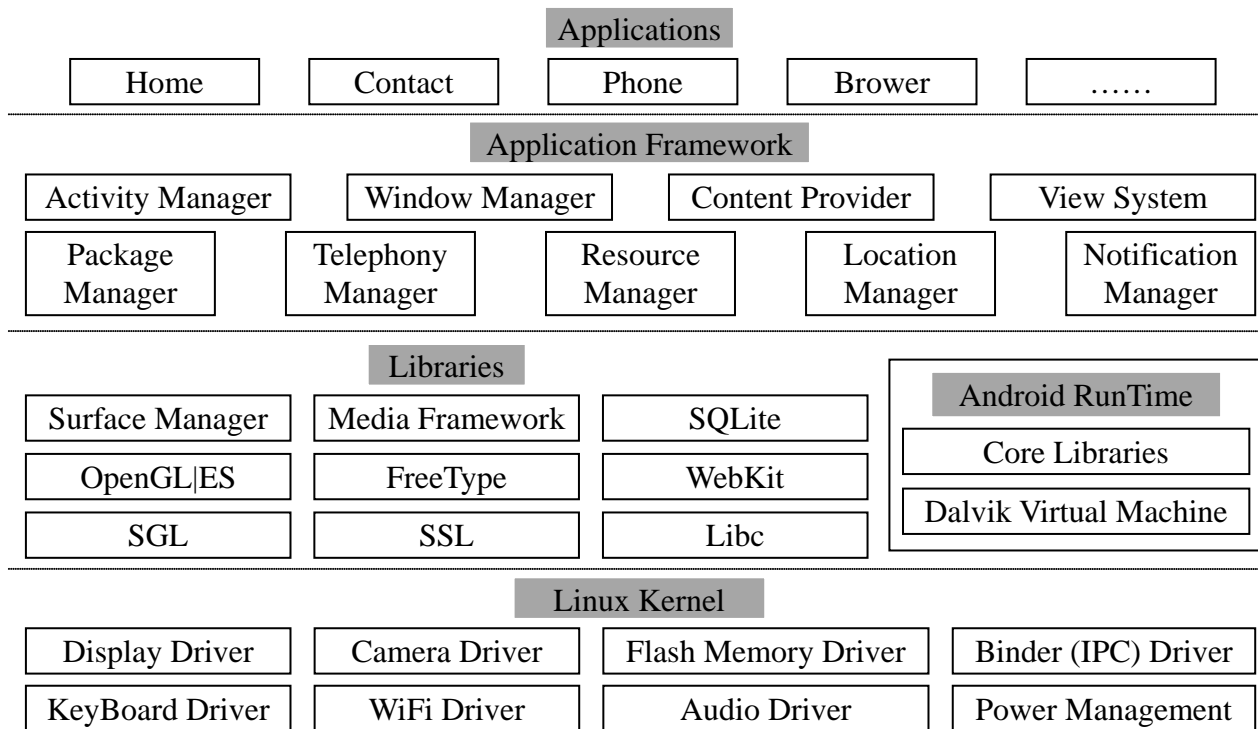 Applications
Home
Contact
Phone
Brower
……
Application Framework
Activity Manager
Window Manager
Content Provider
View System
Package
Manager
Telephony
Manager
Resource
Manager
Location
Manager
Notification
Manager
Libraries
Surface Manager
Media Framework
SQLite
OpenGL|ES
FreeType
WebKit
SGL
SSL
Libc
Android RunTime
Core Libraries
Dalvik Virtual Machine
Linux Kernel
Display Driver
Camera Driver
Flash Memory Driver
Binder (IPC) Driver
KeyBoard Driver
WiFi Driver
Audio Driver
Power Management